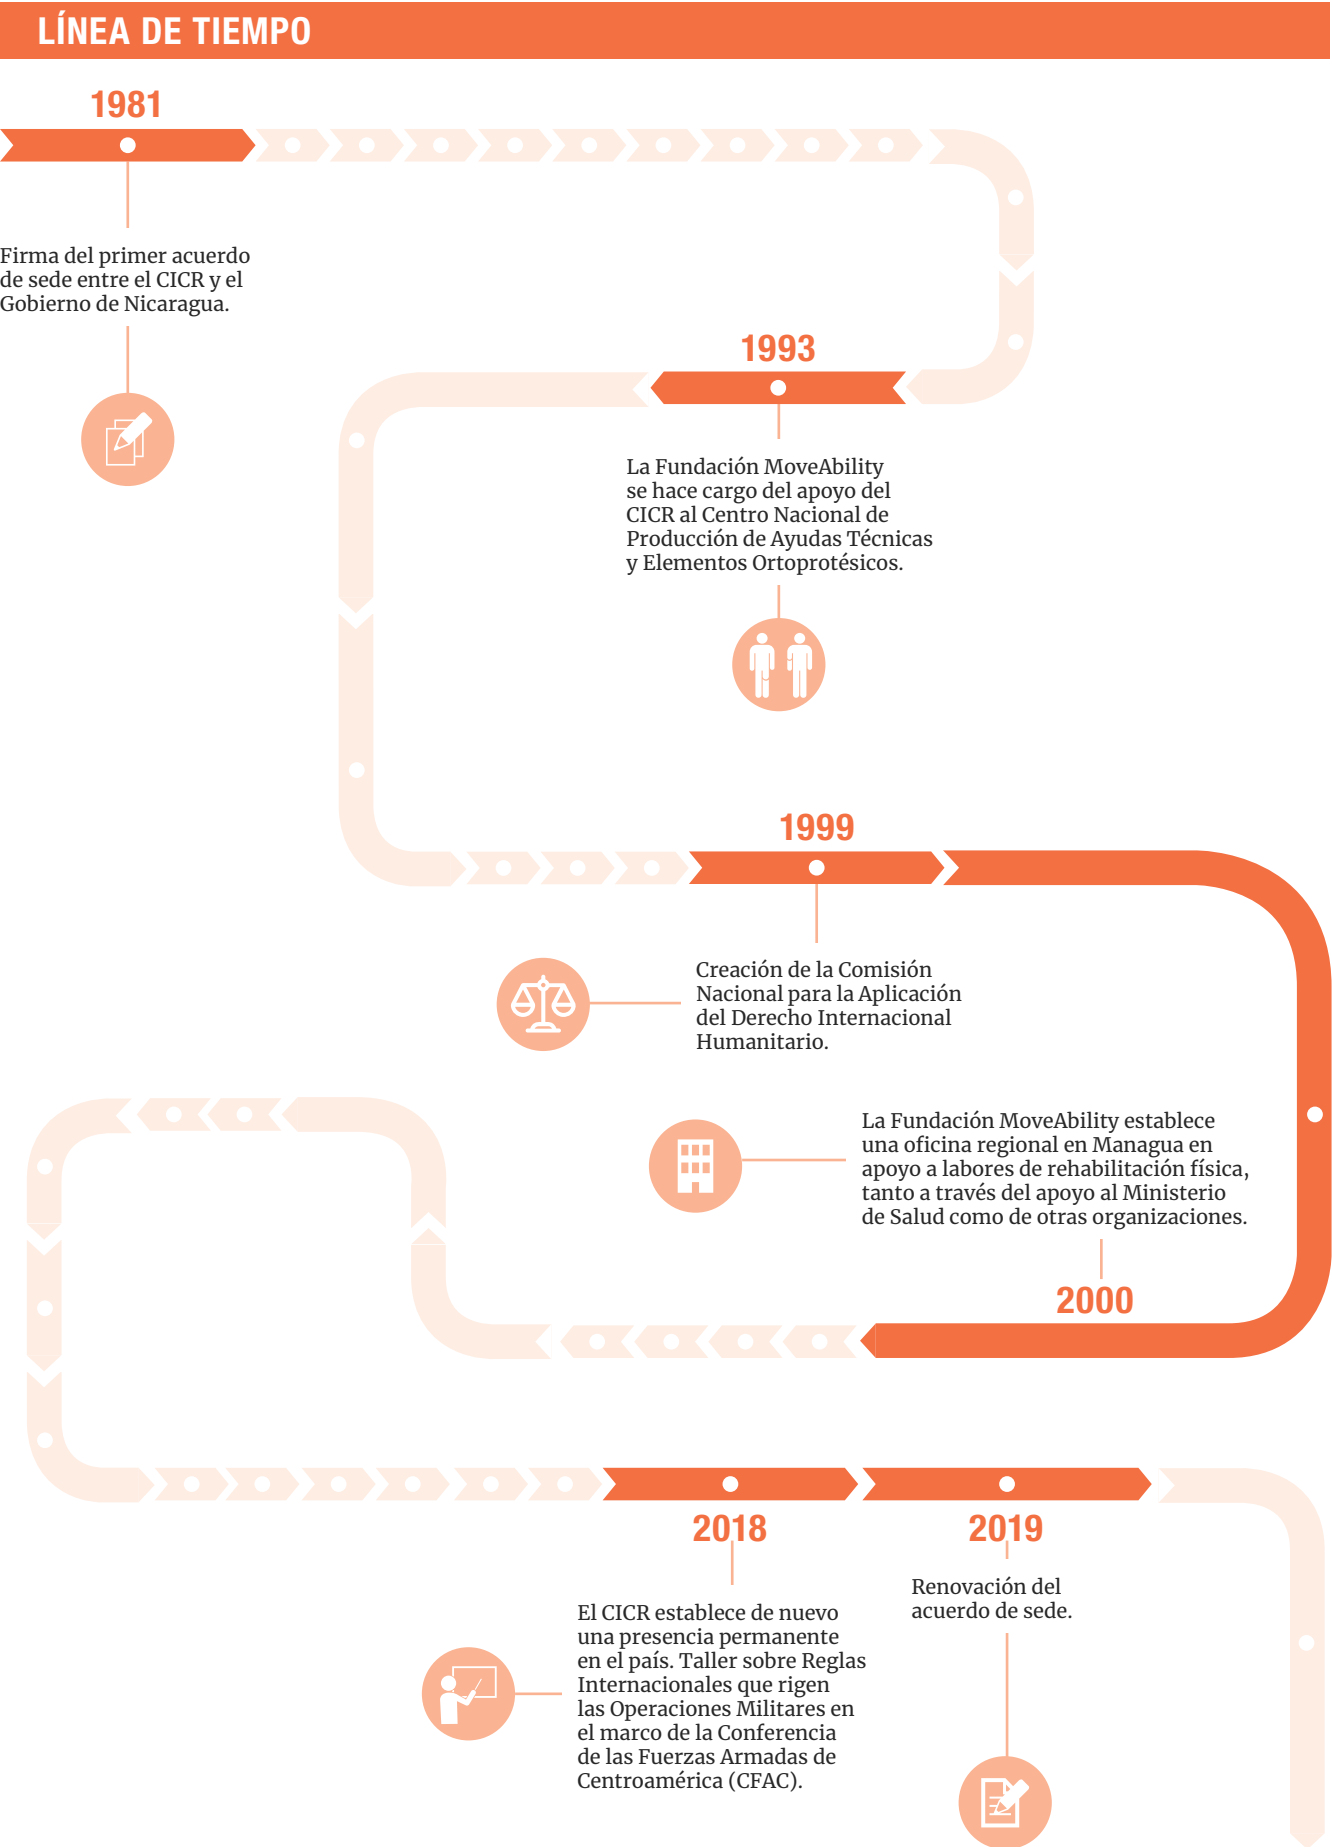 LÍNEA DE TIEMPO
1981
Firma del primer acuerdo
de sede entre el CICR y el
Gobierno de Nicaragua.
1993
La Fundación MoveAbility
se hace cargo del apoyo del
CICR al Centro Nacional de
Producción de Ayudas Técnicas
y Elementos Ortoprotésicos.
1999
Creación de la Comisión
Nacional para la Aplicación
del Derecho Internacional
Humanitario.
La Fundación MoveAbility establece
una oficina regional en Managua en
apoyo a labores de rehabilitación física,
tanto a través del apoyo al Ministerio
de Salud como de otras organizaciones.
2000
2018
El CICR establece de nuevo
una presencia permanente
en el país. Taller sobre Reglas
Internacionales que rigen
las Operaciones Militares en
el marco de la Conferencia
de las Fuerzas Armadas de
Centroamérica (CFAC).
2019
Renovación del
acuerdo de sede.